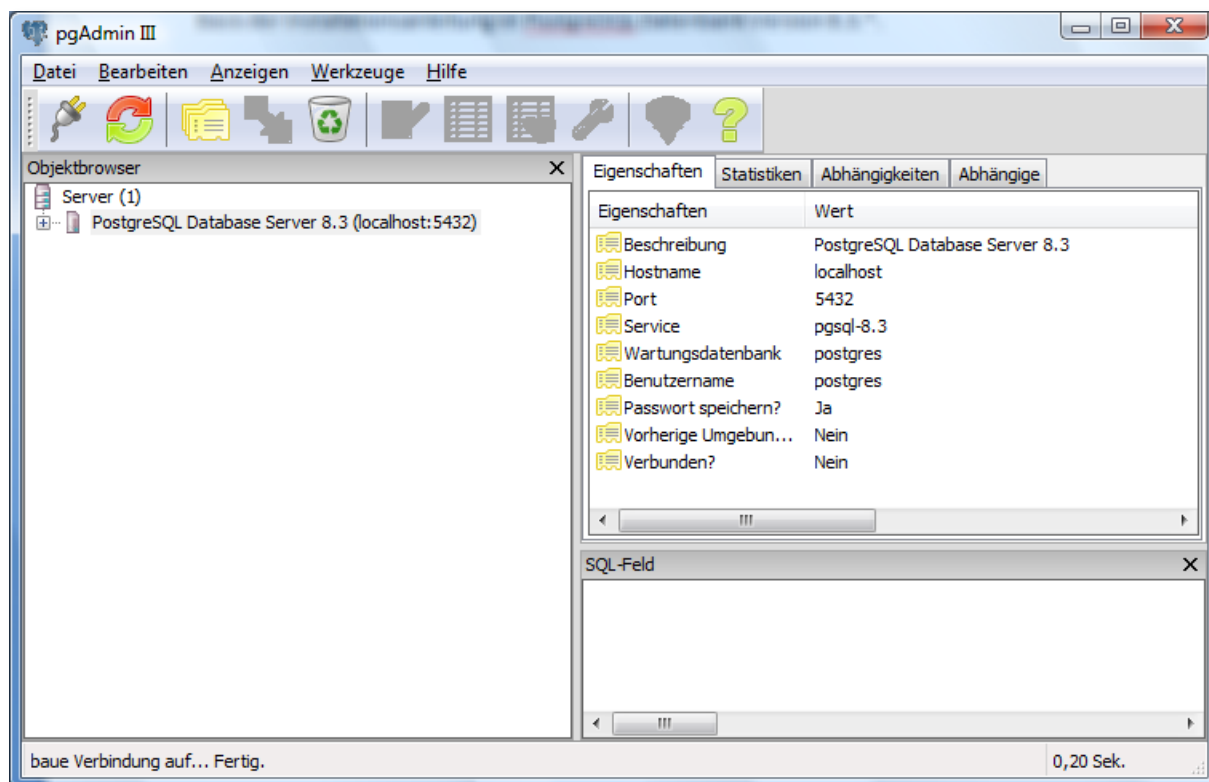 pgAdmin III
Datei Bearbeiten Anzeigen Werkzeuge Hilfe
Objektbrowser
Server (1)
PostgreSQL Database Server 8.3 (localhost:5432)
Eigenschaften Statistiken Abhängigkeiten Abhängige
Eigenschaften Wert
Beschreibung PostgreSQL Database Server 8.3
Hostname localhost
Port 5432
Service pgsql-8.3
Wartungsdatenbank postgres
Benutzername postgres
Passwort speichern? Ja
Vorherige Umgebun... Nein
Verbunden? Nein
SQL-Feld
baue Verbindung auf... Fertig. 0,20 Sek.